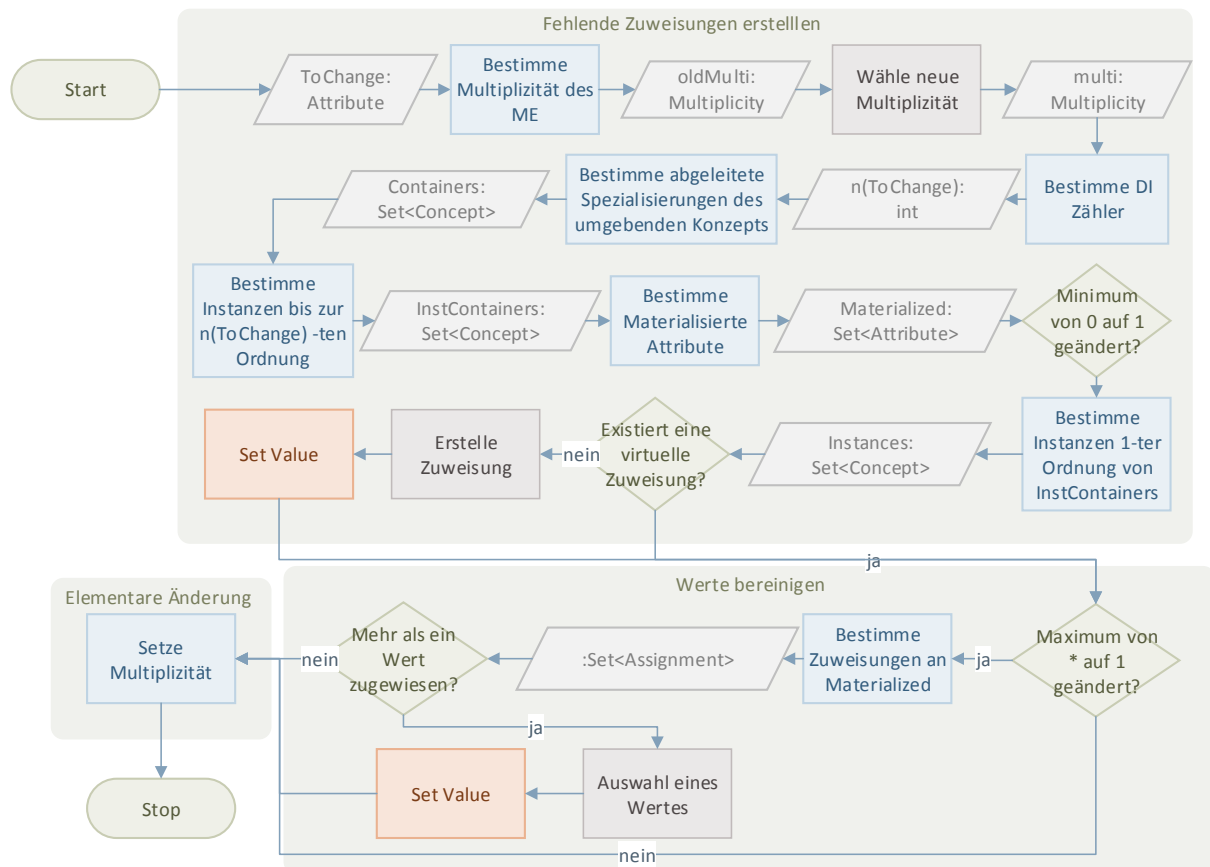 Fehlende Zuweisungen erstelllen
Start
ToChange:
Attribute
Bestimme
Multiplizität des
ME
oldMulti:
Multiplicity
Wähle neue
Multiplizität
multi:
Multiplicity
Containers:
Set<Concept>
Bestimme abgeleitete
Spezialisierungen des
umgebenden Konzepts
n(ToChange):
int
Bestimme DI
Zähler
Bestimme
Instanzen bis zur
n(ToChange) -ten
Ordnung
InstContainers:
Set<Concept>
Bestimme
Materialisierte
Attribute
Materialized:
Set<Attribute>
Minimum
von 0 auf 1
geändert?
Set Value
Erstelle
Zuweisung
nein
Existiert eine
virtuelle
Zuweisung?
Instances:
Set<Concept>
Bestimme
Instanzen 1-ter
Ordnung von
InstContainers
ja
Elementare Änderung
Werte bereinigen
Setze
Multiplizität
nein
Mehr als ein
Wert
zugewiesen?
:Set<Assignment>
Bestimme
Zuweisungen an
Materialized
ja
Maximum von
* auf 1
geändert?
ja
Stop
Set Value
Auswahl eines
Wertes
nein